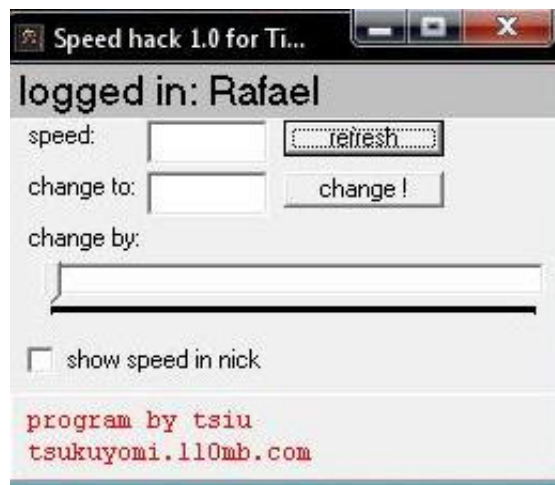 Speed hack 1.0 for Ti...
logged in: Rafael
speed:
refresh
change to:
change !
change by:
show speed in nick
program by tsiu
tsukuyomi.110mb.com